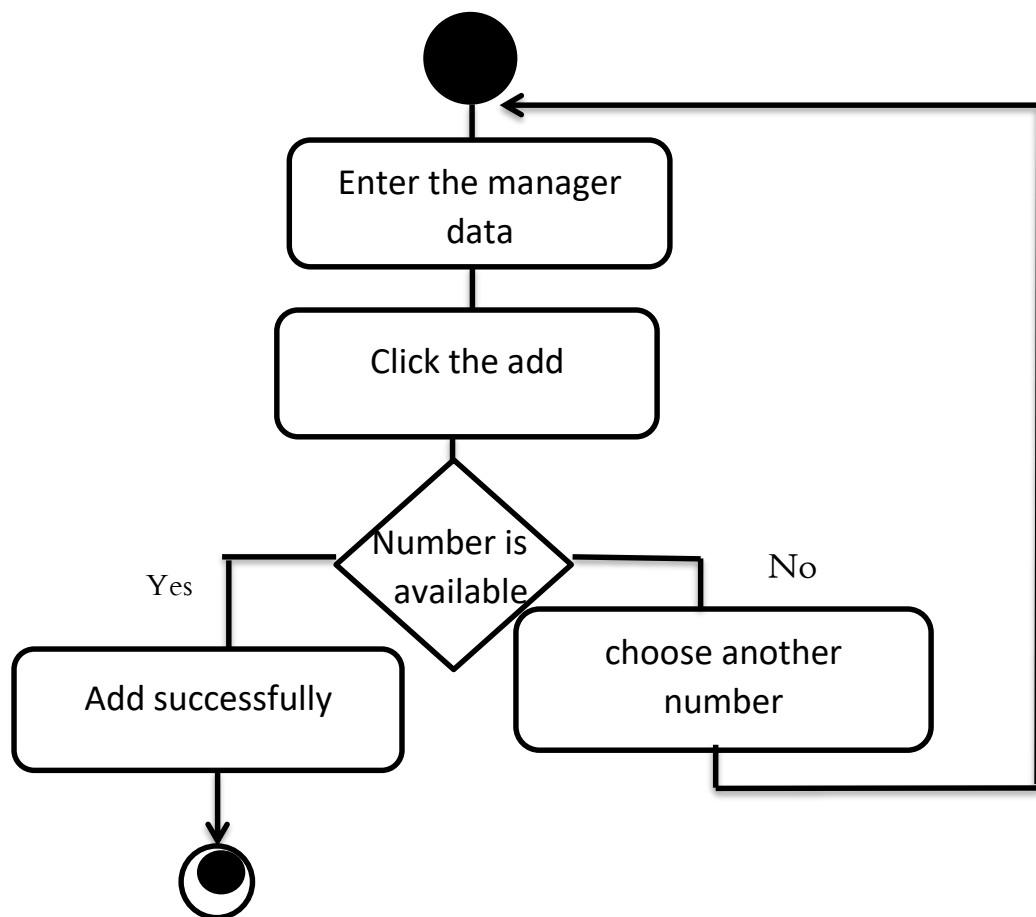 Enter the manager
data
Click the add
Number is
available
Yes
No
Add successfully
choose another
number